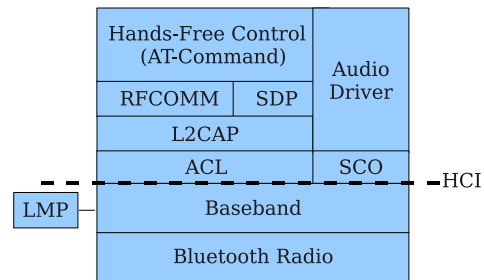 Hands-Free Control
(AT-Command)
Audio
Driver
RFCOMM
SDP
L2CAP
ACL
SCO
HCI
LMP
Baseband
Bluetooth Radio